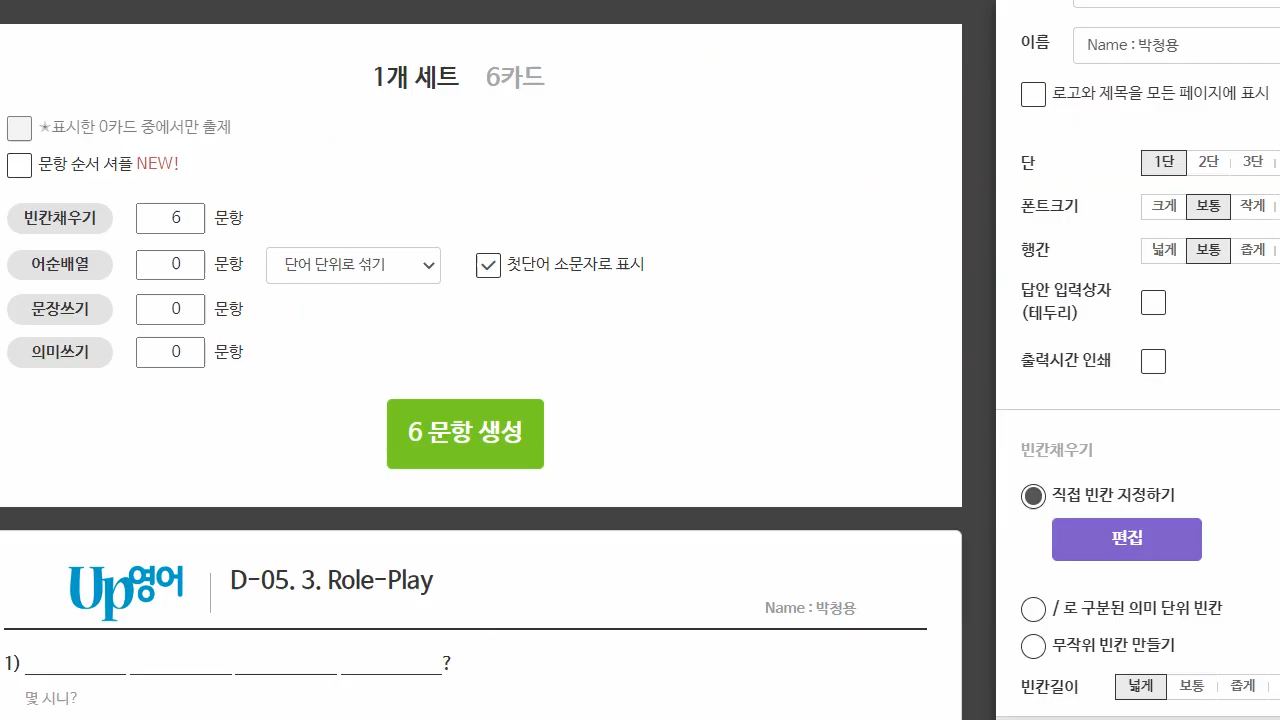 1개 세트 6카드
★표시한 0카드 중에서만 출제
문항 순서 셔플 NEW!
빈칸채우기 6 문항
어순배열 0 문항 단어 단위로 섞기 첫단어 소문자로 표시
문장쓰기 0 문항
의미쓰기 0 문항
6 문항 생성
Up영어 D-05. 3. Role-Play
Name : 박청용
1) ?
몇 시니?
이름 Name : 박청용
로고와 제목을 모든 페이지에 표시
단 1단 2단 3단
폰트크기 크게 보통 작게
행간 넓게 보통 좁게
답안 입력상자
(테두리)
출력시간 인쇄
빈칸채우기
직접 빈칸 지정하기
편집
/ 로 구분된 의미 단위 빈칸
무작위 빈칸 만들기
빈칸길이 넓게 보통 좁게